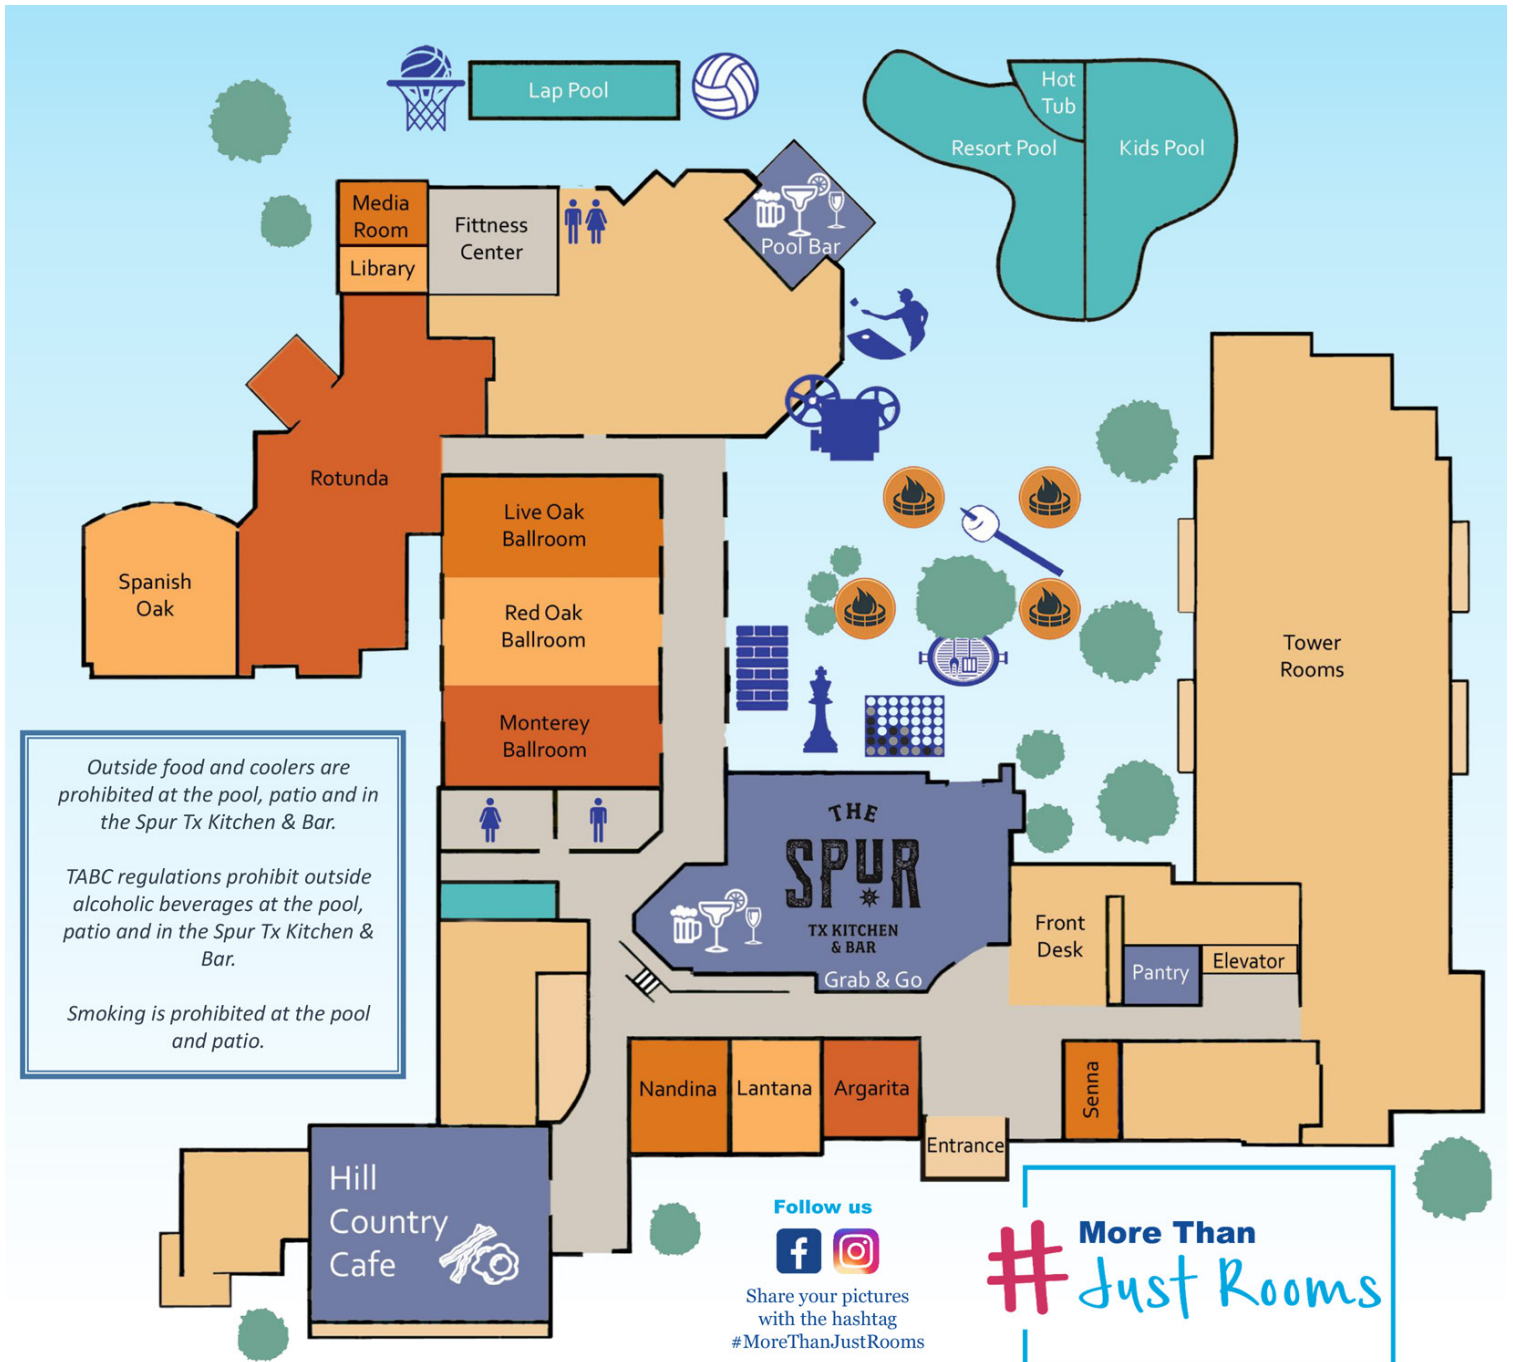 Lap Pool
Hot
Tub
Resort Pool
Kids Pool
Media
Room
Library
Fittness
Center
Pool Bar
Rotunda
Spanish
Oak
Live Oak
Ballroom
Red Oak
Ballroom
Monterey
Ballroom
Tower
Rooms
Outside food and coolers are
prohibited at the pool, patio and in
the Spur Tx Kitchen & Bar.
TABC regulations prohibit outside
alcoholic beverages at the pool,
patio and in the Spur Tx Kitchen &
Bar.
Smoking is prohibited at the pool
and patio.
THE
SPUR
TX KITCHEN
& BAR
Grab & Go
Front
Desk
Pantry
Elevator
Nandina
Lantana
Argarita
Senna
Entrance
Hill
Country
Cafe
Follow us
f
Share your pictures
with the hashtag
#MoreThanJustRooms
# More Than
Just Rooms